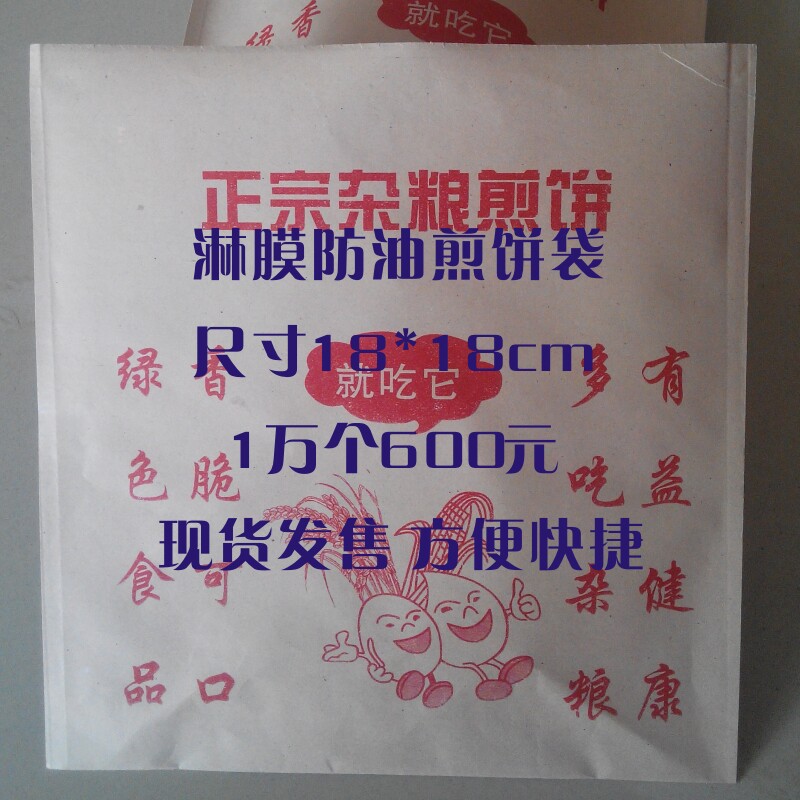 绿香
就吃它
正宗杂粮煎饼
淋膜防油煎饼袋
尺寸18*18cm
就吃它
1万个600元
现货发售 方便快捷
绿色食品
香脆可口
多吃杂粮
有益健康